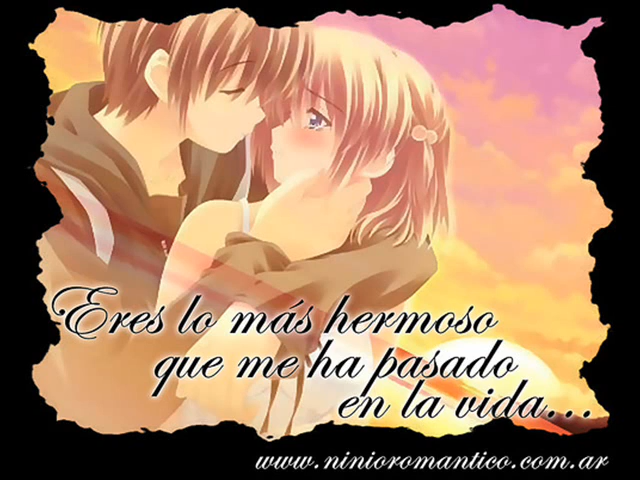 Eres lo más hermoso
que me ha pasado
en la vida...
www.ninioromantico.com.ar